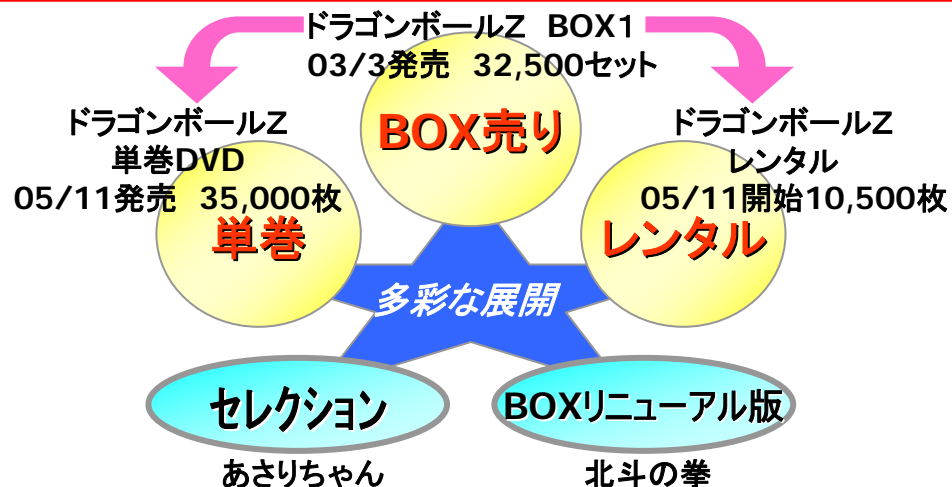 ドラゴンボールZ BOX1
03/3発売 32,500セット
BOX売り
ドラゴンボールZ
単巻DVD
05/11発売 35,000枚
単巻
ドラゴンボールZ
レンタル
05/11開始10,500枚
レンタル
多彩な展開
セレクション
あさりちゃん
BOXリニューアル版
北斗の拳